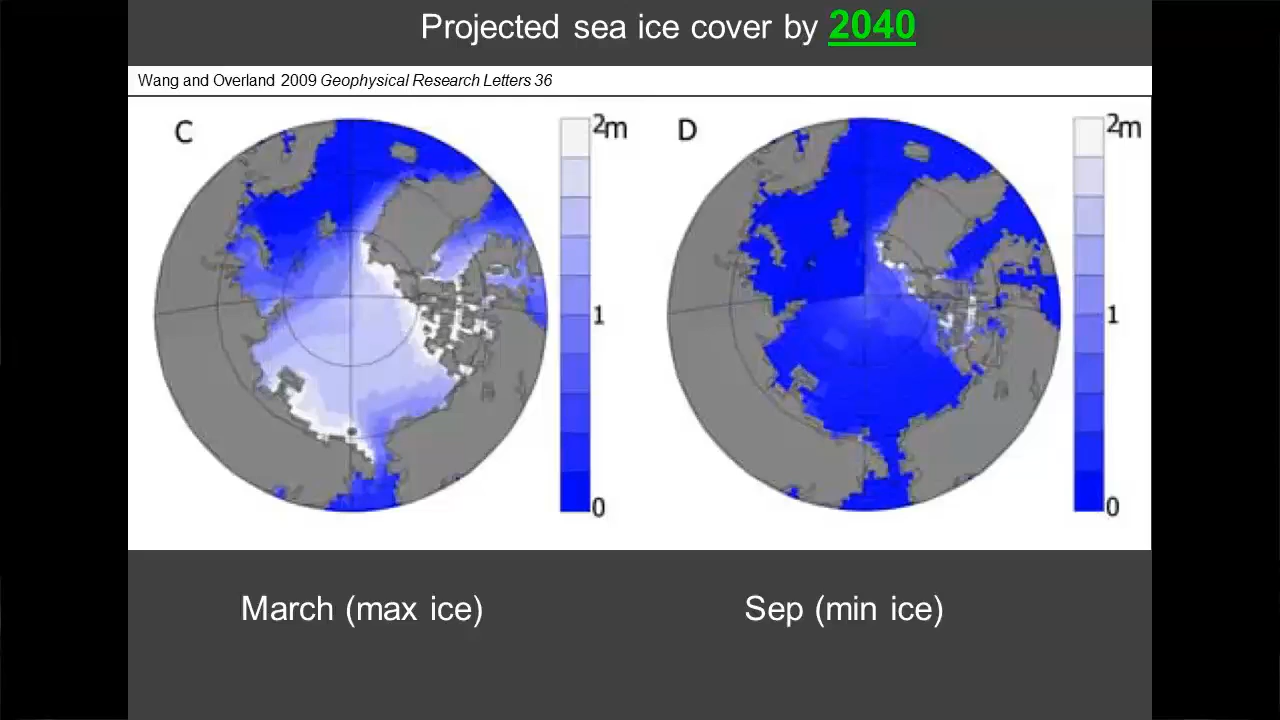 Projected sea ice cover by 2040
Wang and Overland 2009 Geophysical Research Letters 36
C
2m
1
0
D
2m
1
0
March (max ice)
Sep (min ice)